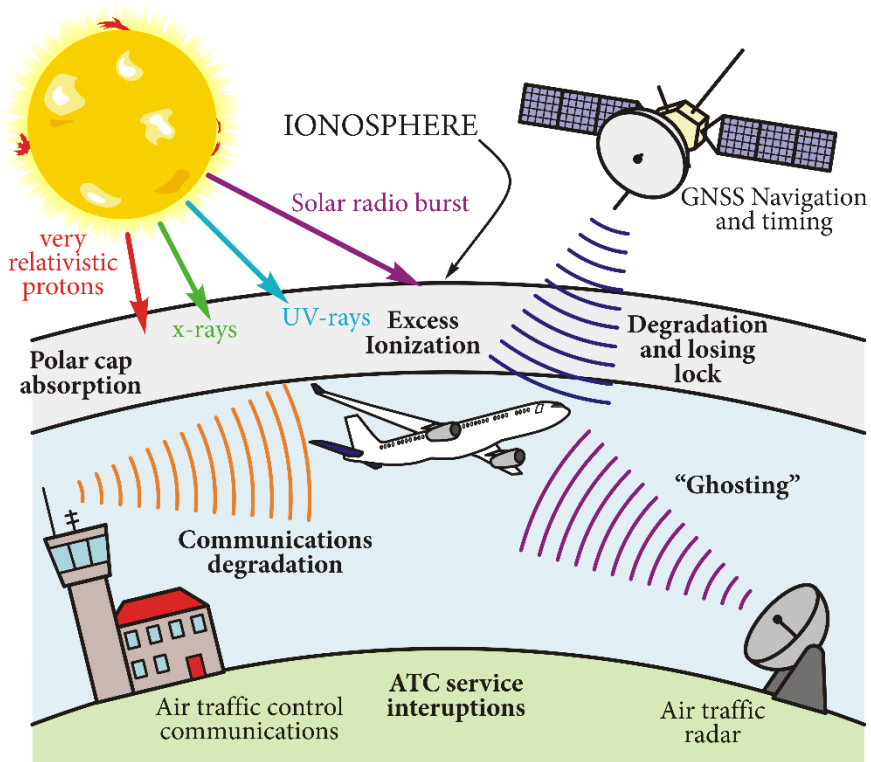 IONOSPHERE
Solar radio burst
GNSS Navigation
and timing
very
relativistic
protons
x-rays
UV-rays
Excess
Ionization
Degradation
and losing
lock
Polar cap
absorption
"Ghosting"
Communications
degradation
ATC service
interuptions
Air traffic control
communications
Air traffic
radar